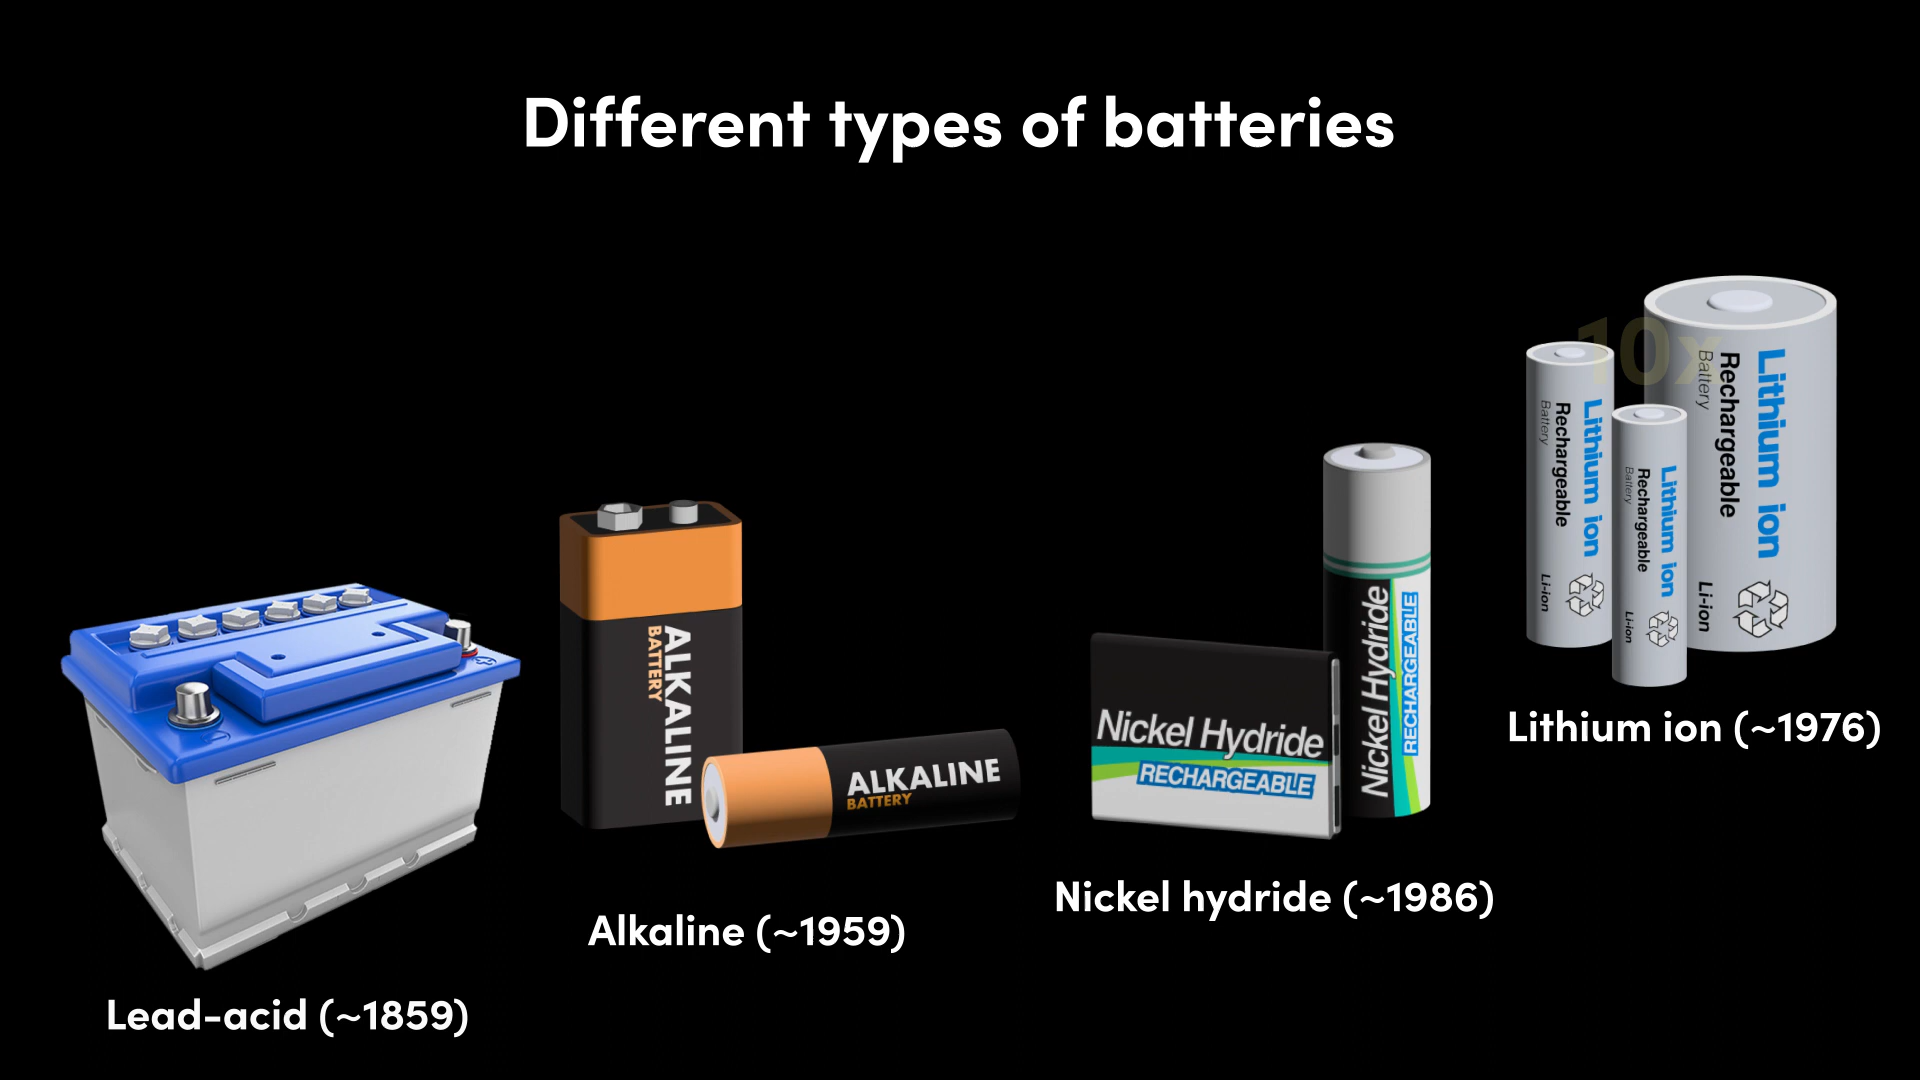 Different types of batteries
10x
Lithium ion
Rechargeable
Battery
Li-ion
Lithium ion
Rechargeable
Battery
Li-ion
Lithium ion
Rechargeable
Battery
Li-ion
Lithium ion (~1976)
ALKALINE
BATTERY
ALKALINE
BATTERY
Nickel Hydride
RECHARGEABLE
Nickel Hydride
RECHARGEABLE
Nickel hydride (~1986)
Alkaline (~1959)
Lead-acid (~1859)